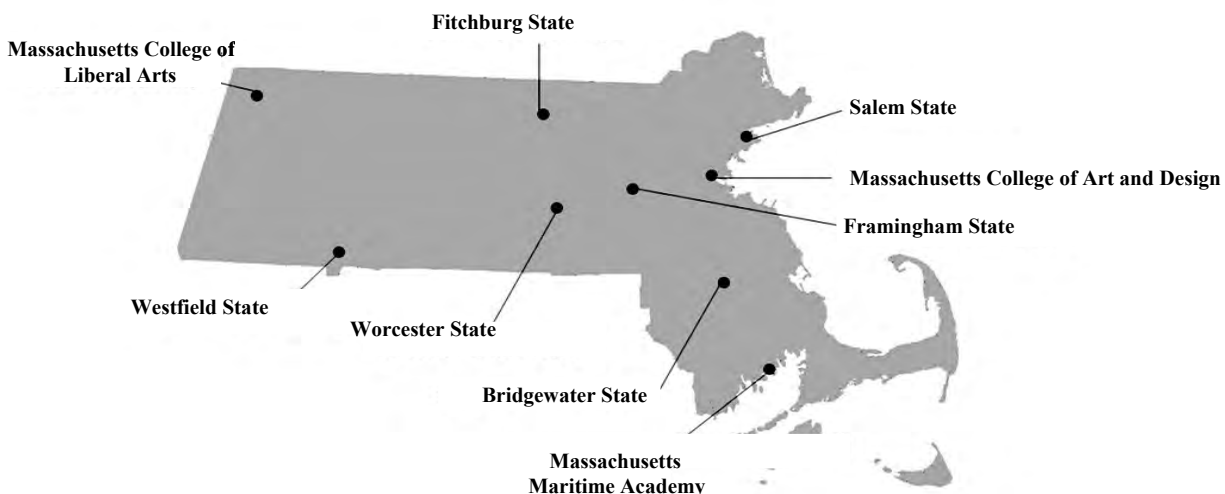 Fitchburg State
Massachusetts College of
Liberal Arts
Salem State
Massachusetts College of Art and Design
Framingham State
Westfield State
Worcester State
Bridgewater State
Massachusetts
Maritime Academy